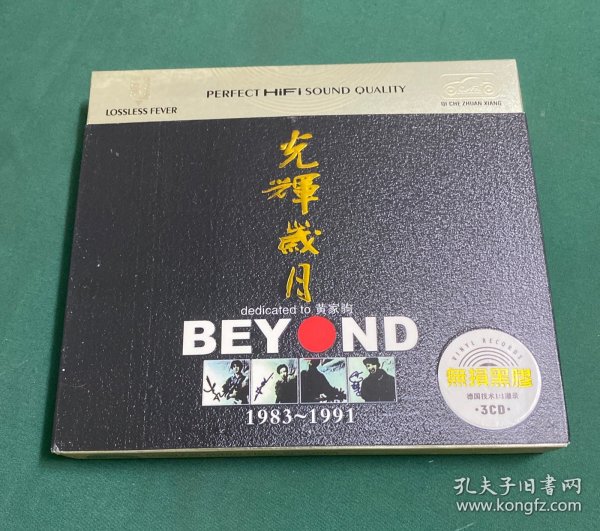 PERFECT HiFi SOUND QUALITY
LOSSLESS FEVER
QI CHE ZHUAN XIANG
光輝歲月
dedicated to 黄家驹
BEYOND
1983~1991
VINYL RECORDS
無損黑膠
德国技术1:1灌录
·3CD·
孔夫子旧书网
www.kongfz.com